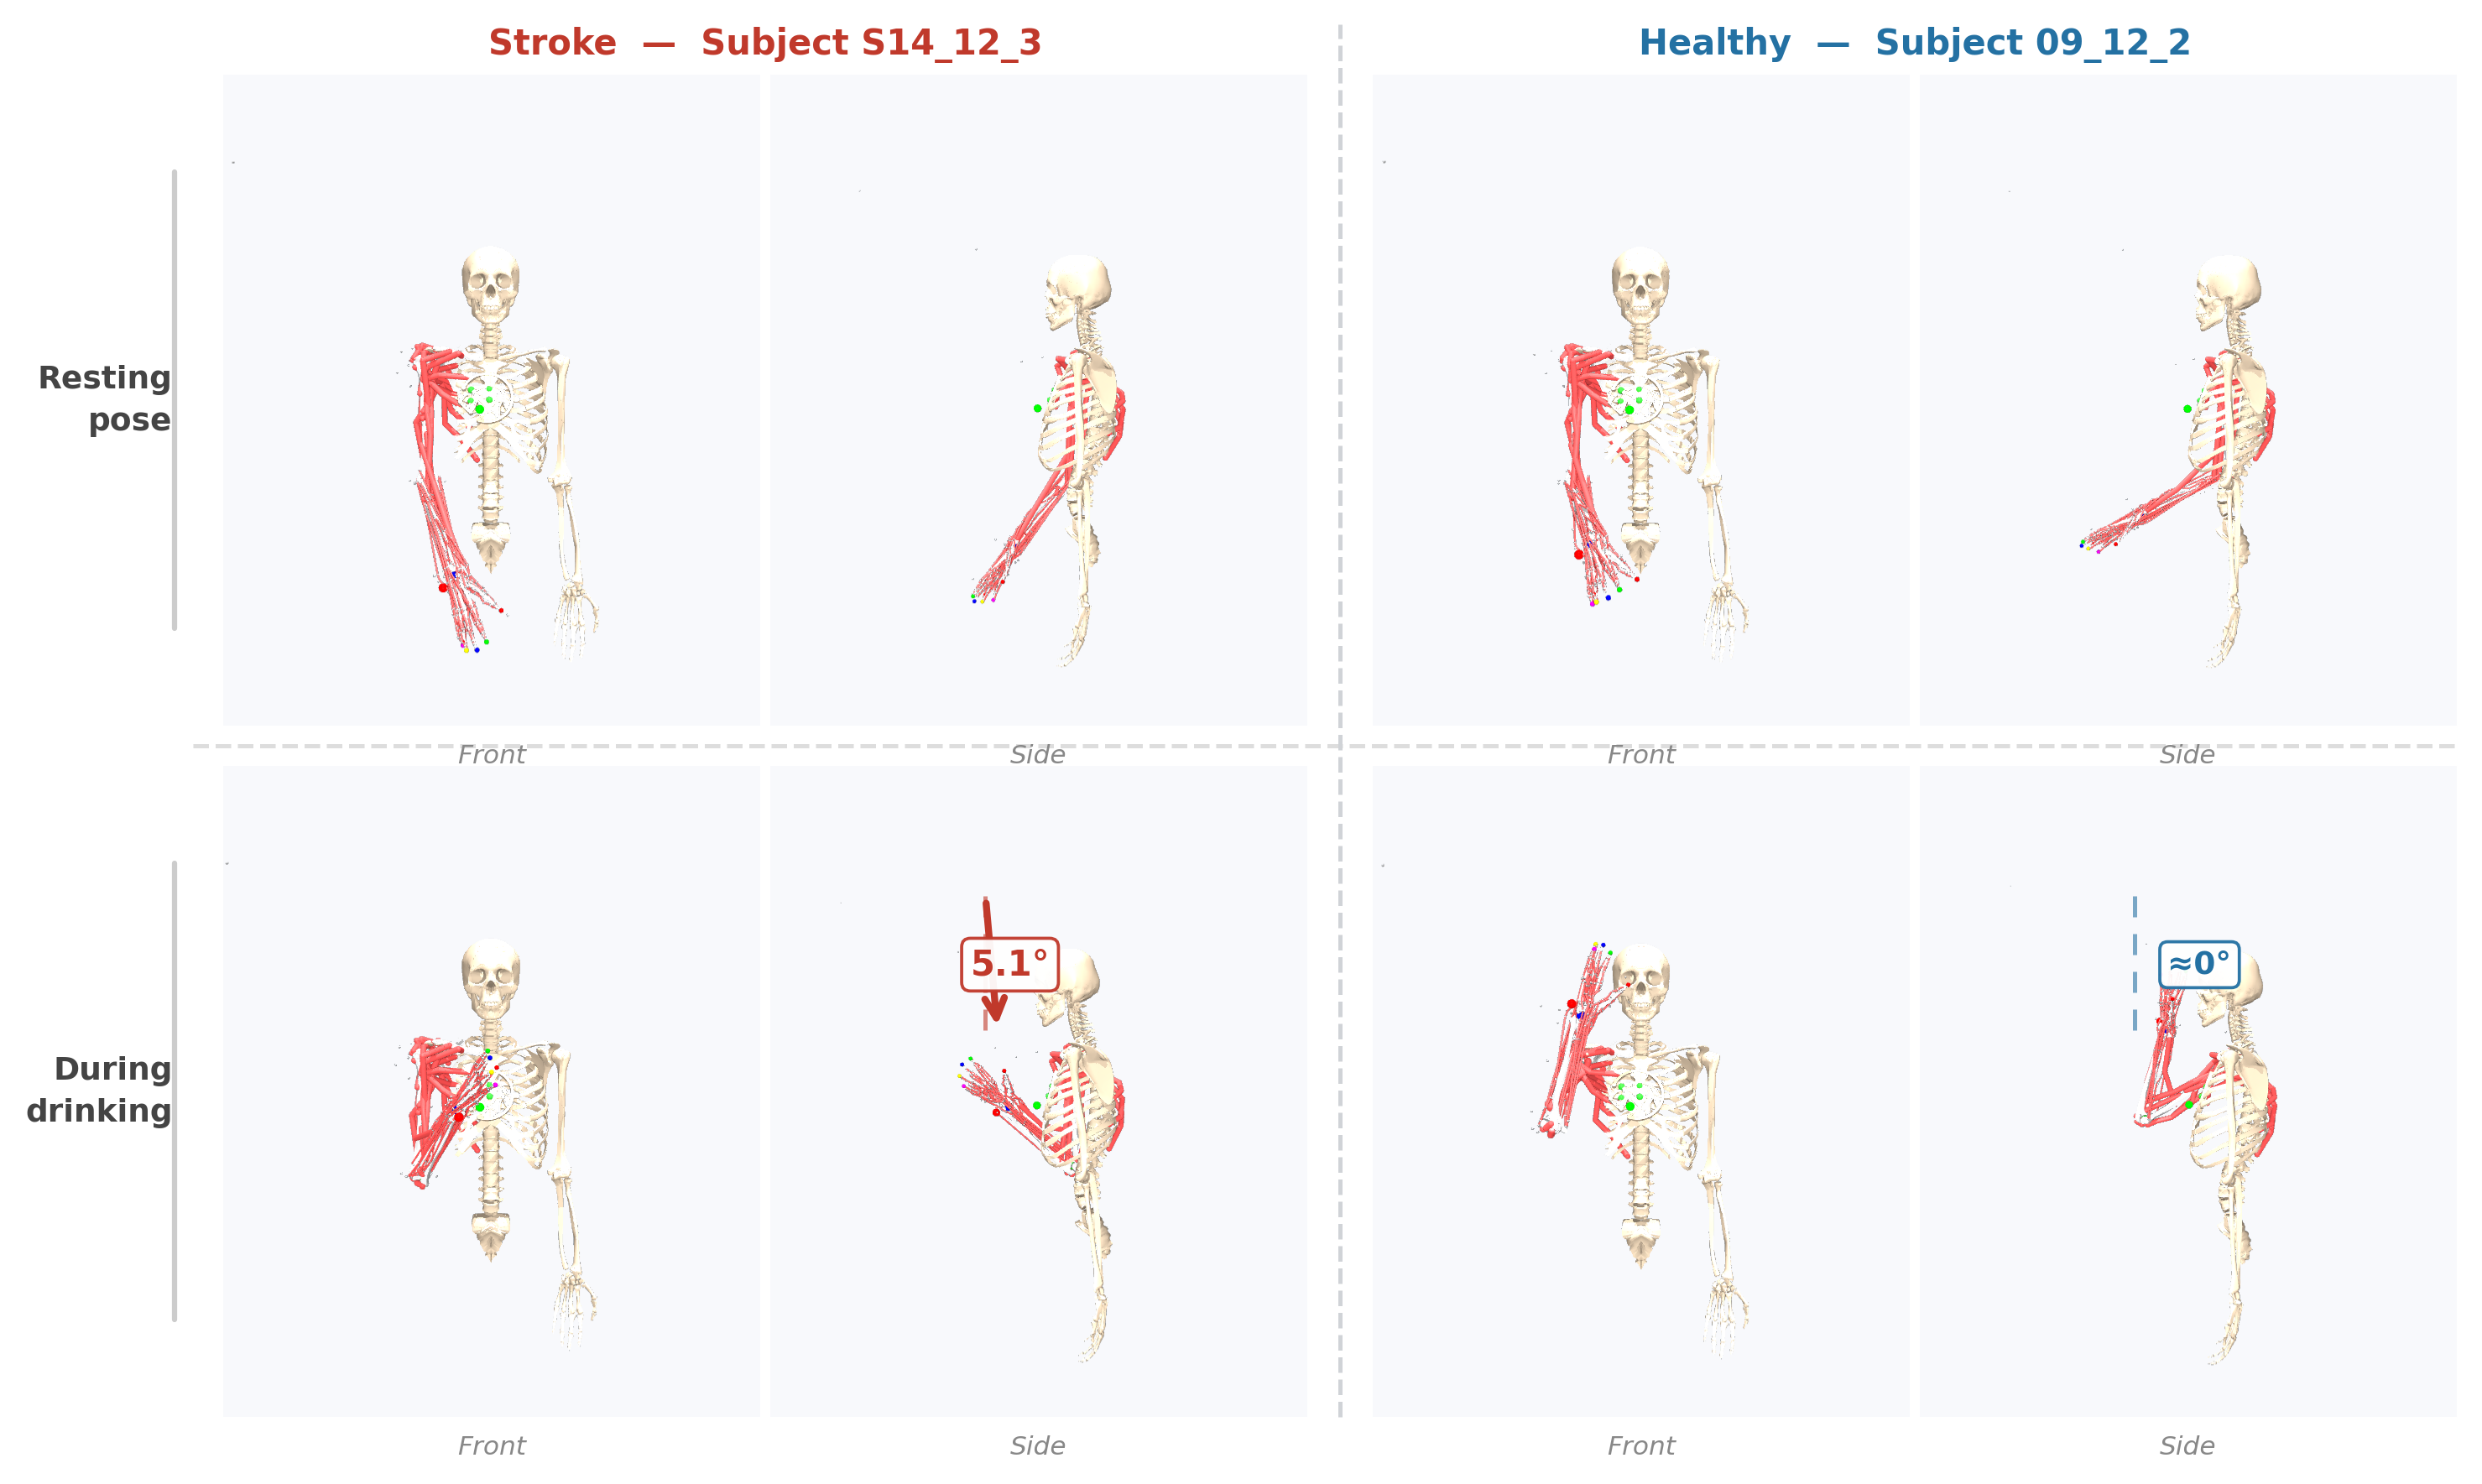 Stroke — Subject S14_12_3
Healthy — Subject 09_12_2
Resting
pose
Front
Side
Front
Side
During
drinking
5.1°
≈0°
Front
Side
Front
Side